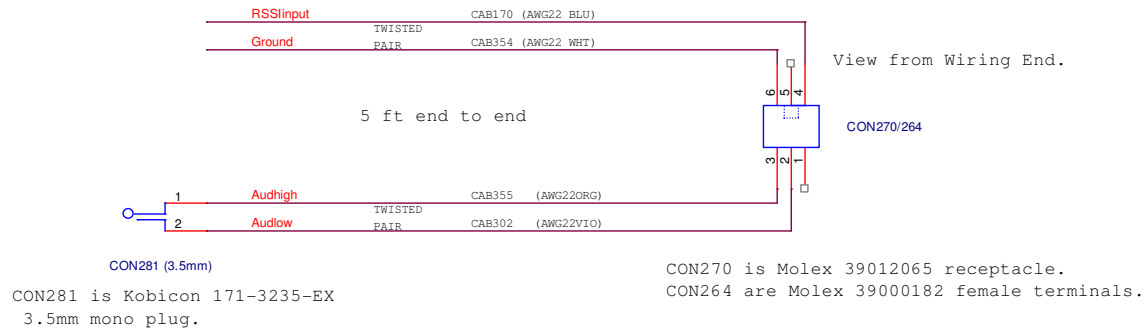 RSSIinput CAB170 (AWG22 BLU)
TWISTED
Ground PAIR CAB354 (AWG22 WHT)
View from Wiring End.
6 5 4
5 ft end to end
CON270/264
3 2 1
1 Audhigh CAB355 (AWG22ORG)
TWISTED
2 Audlow PAIR CAB302 (AWG22VIO)
CON281 (3.5mm)
CON270 is Molex 39012065 receptacle.
CON264 are Molex 39000182 female terminals.
CON281 is Kobicon 171-3235-EX
3.5mm mono plug.